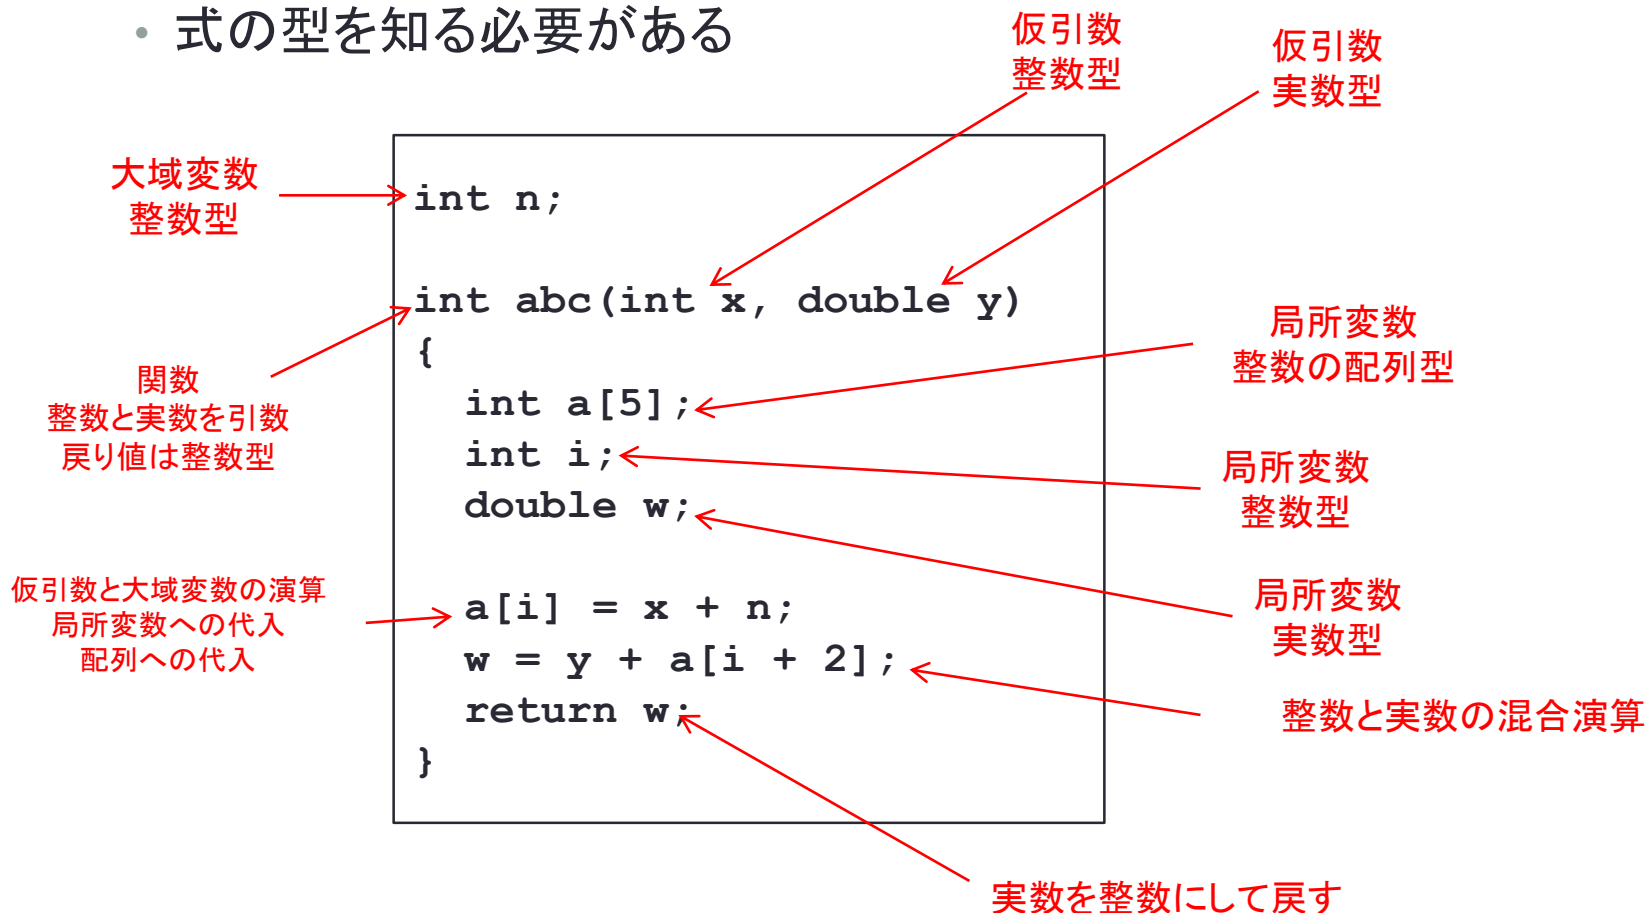 • 式の型を知る必要がある
仮引数
整数型
仮引数
実数型
大域変数
整数型
int n;
int abc(int x, double y)
{
関数
整数と実数を引数
戻り値は整数型
局所変数
整数の配列型
int a[5];
int i;
double w;
局所変数
整数型
仮引数と大域変数の演算
局所変数への代入
配列への代入
a[i] = x + n;
w = y + a[i + 2];
return w;
}
局所変数
実数型
整数と実数の混合演算
実数を整数にして戻す